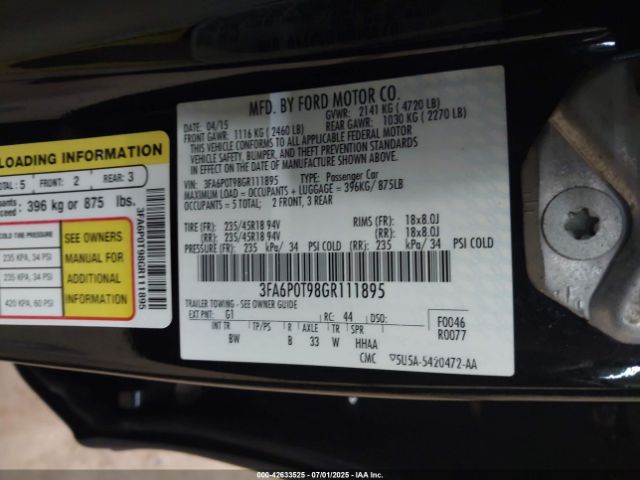 LOADING INFORMATION
TOTAL: 5 FRONT: 2 REAR: 3
396 kg or 875 lbs.
COLD TIRE PRESSURE
235 KPA, 34 PSI
235 KPA, 34 PSI
420 KPA, 60 PSI
SEE OWNERS
MANUAL FOR
ADDITIONAL
INFORMATION
3FA6P0T98GR111895
MFD. BY FORD MOTOR CO.
DATE: 04/15 GVWR: 2141 KG ( 4720 LB)
FRONT GAWR: 1116 KG ( 2460 LB) REAR GAWR: 1030 KG ( 2270 LB)
THIS VEHICLE CONFORMS TO ALL APPLICABLE FEDERAL MOTOR
VEHICLE SAFETY, BUMPER, AND THEFT PREVENTION STANDARDS
IN EFFECT ON THE DATE OF MANUFACTURE SHOWN ABOVE.
VIN: 3FA6P0T98GR111895 TYPE: Passenger Car
MAXIMUM LOAD = OCCUPANTS + LUGGAGE = 396KG/ 875LB
OCCUPANTS = 5 TOTAL; 2 FRONT, 3 REAR
TIRE (FR): 235/45R18 94V RIMS (FR): 18x8.0J
(RR): 235/45R18 94V (RR): 18x8.0J
PRESSURE (FR): 235 kPa/ 34 PSI COLD (RR): 235 kPa/ 34 PSI COLD
3FA6P0T98GR111895
TRAILER TOWING - SEE OWNER GUIDE
EXT PNT: G1 RC: 44 DSO: F0046
INT TR TP/PS R AXLE TR SPR R0077
BW B 33 W HHAA
CMC 5U5A-5420472-AA
000-42633525 - 07/01/2025 - IAAI.COM